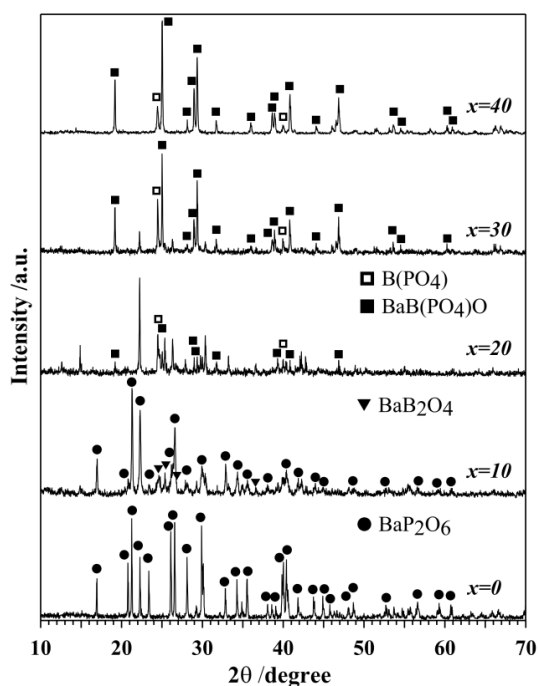 x=40
x=30
B(PO4)
BaB(PO4)O
x=20
BaB2O4
x=10
BaP2O6
x=0
Intensity /a.u.
10 20 30 40 50 60 70
2θ /degree